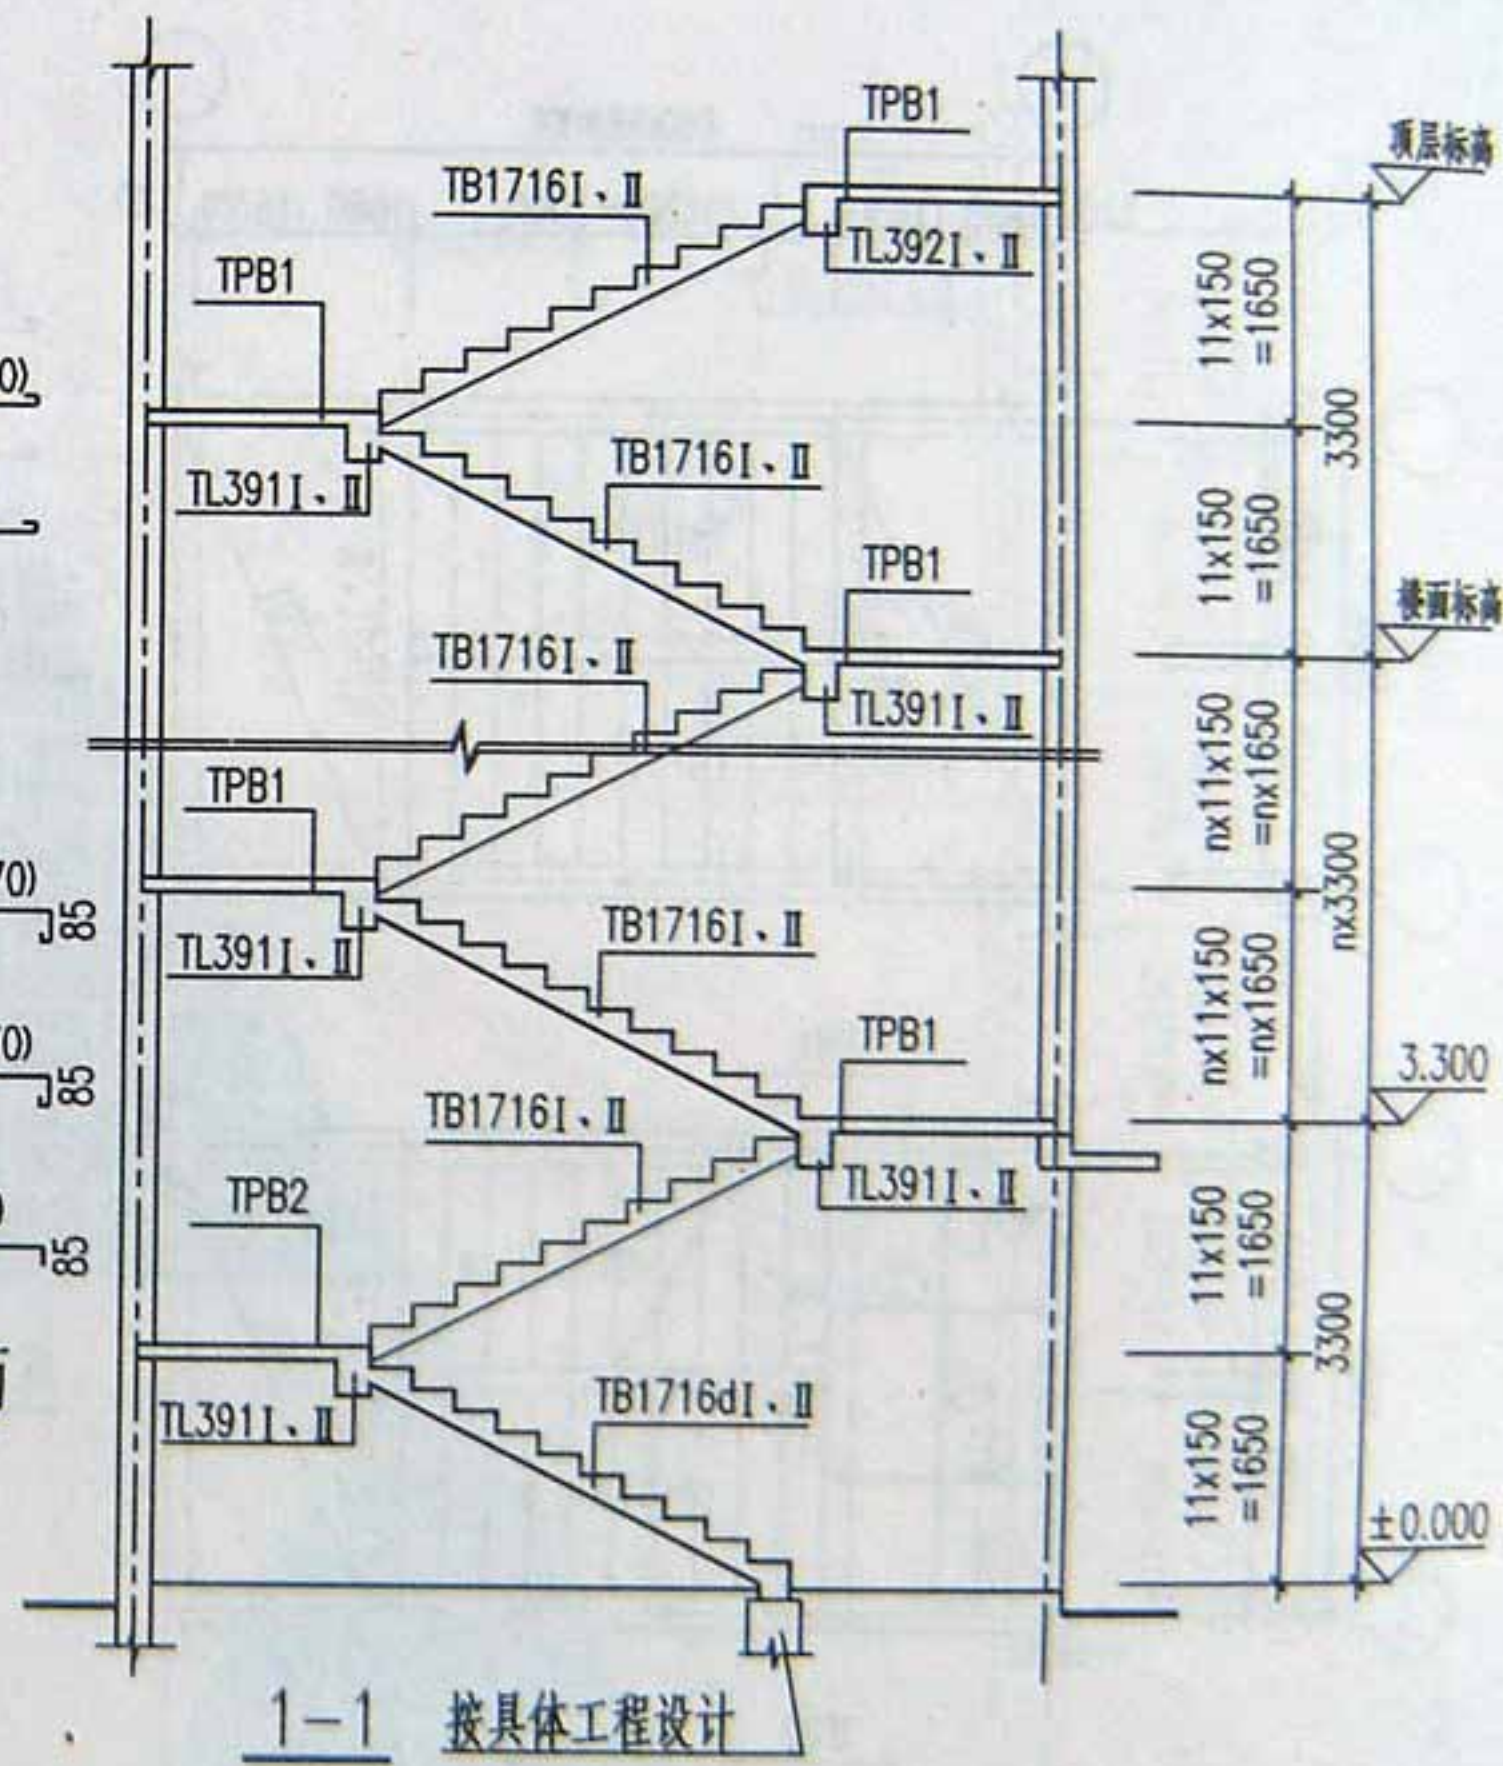 TPB1
顶层标高
TB1716Ⅰ、Ⅱ
TL392Ⅰ、Ⅱ
TPB1
11x150
=1650
0)
3300
TB1716Ⅰ、Ⅱ
TL391Ⅰ、Ⅱ
11x150
=1650
TPB1
楼面标高
TB1716Ⅰ、Ⅱ
TL391Ⅰ、Ⅱ
nx11x150
=nx1650
TPB1
70)
85
nx3300
TB1716Ⅰ、Ⅱ
TL391Ⅰ、Ⅱ
nx11x150
=nx1650
TPB1
3.300
0)
85
TB1716Ⅰ、Ⅱ
TL391Ⅰ、Ⅱ
TPB2
11x150
=1650
)
85
3300
TB1716dⅠ、Ⅱ
TL391Ⅰ、Ⅱ
11x150
=1650
±0.000
1-1 按具体工程设计